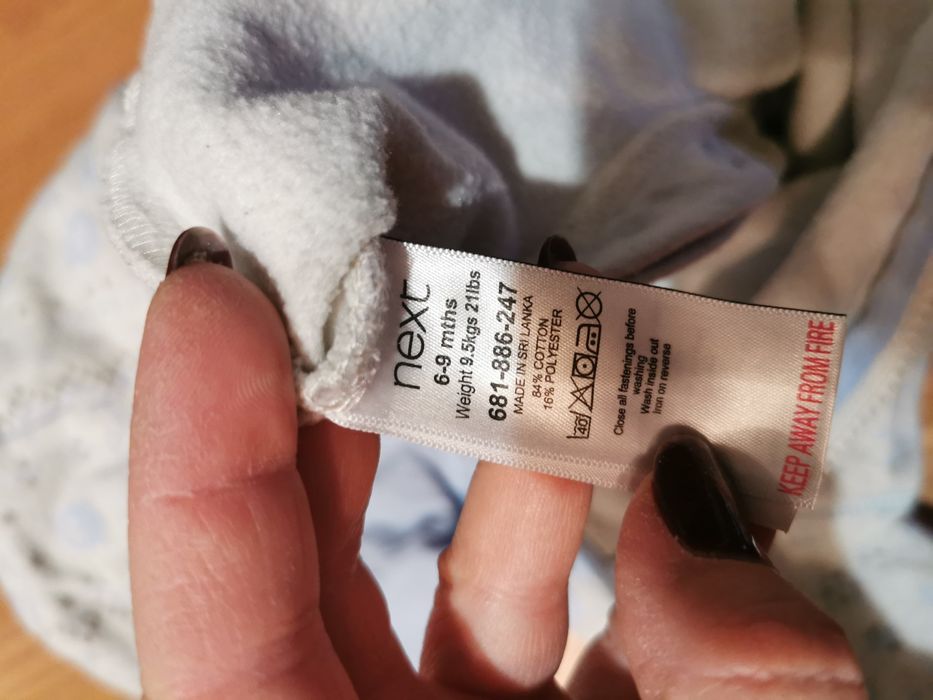 next
6-9 mths
Weight 9.5kgs 21lbs
681-886-247
MADE IN SRI LANKA
84% COTTON
16% POLYESTER
40°
Close all fastenings before
washing
Wash inside out
Iron on reverse
KEEP AWAY FROM FIRE